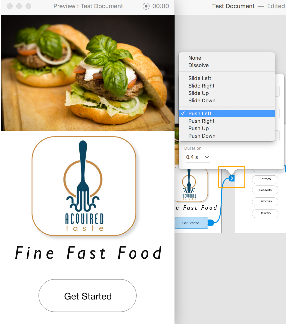 Preview - Test Document
00:00
ACQUIRED
taste
Fine Fast Food
Get Started
Test Document — Edited
None
Dissolve
Slide Left
Slide Right
Slide Up
Slide Down
✓ Push Left
Push Right
Push Up
Push Down
Duration
0.4 s
Fine Fast Food